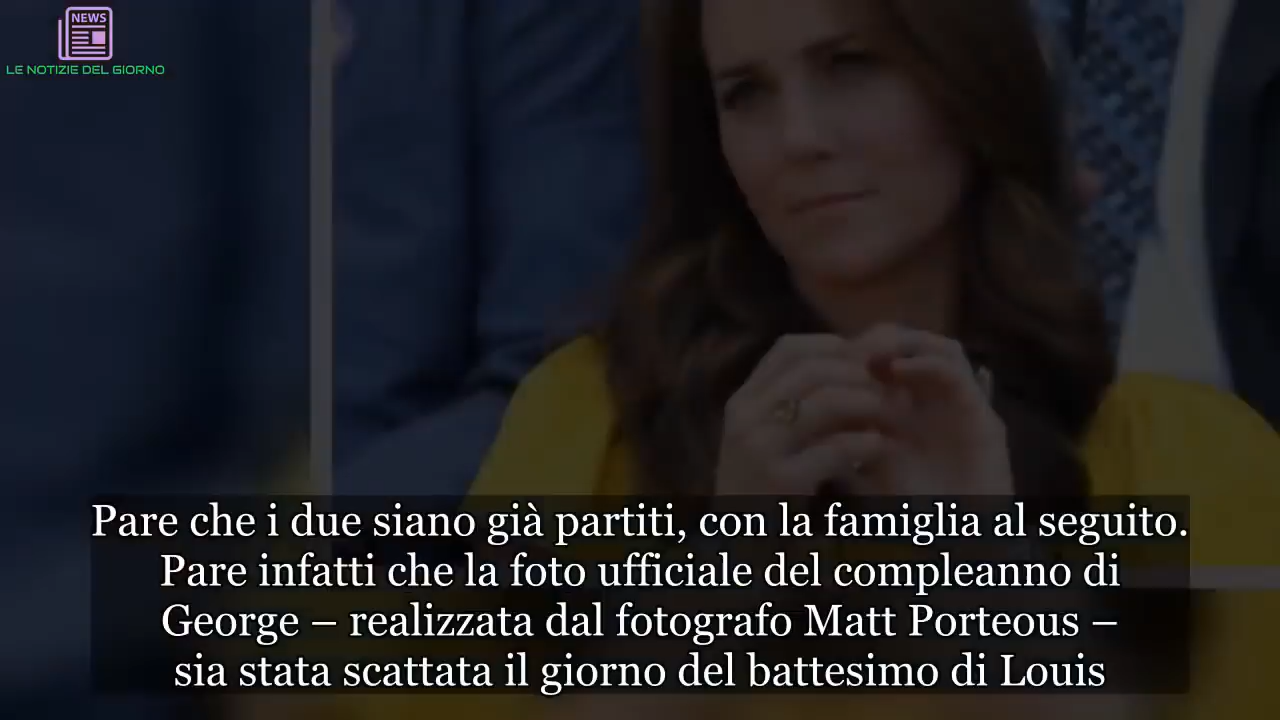 NEWS
LE NOTIZIE DEL GIORNO
Pare che i due siano già partiti, con la famiglia al seguito.
Pare infatti che la foto ufficiale del compleanno di
George – realizzata dal fotografo Matt Porteous –
sia stata scattata il giorno del battesimo di Louis